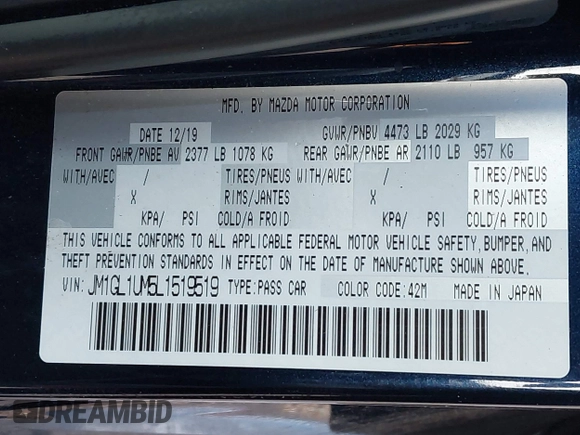 MFD. BY MAZDA MOTOR CORPORATION
DATE 12/19 GVWR/PNBV 4473 LB 2029 KG
FRONT GAWR/PNBE AV 2377 LB 1078 KG REAR GAWR/PNBE AR 2110 LB 957 KG
WITH/AVEC / TIRES/PNEUS WITH/AVEC / TIRES/PNEUS
X RIMS/JANTES X RIMS/JANTES
KPA/ PSI COLD/A FROID KPA/ PSI COLD/A FROID
THIS VEHICLE CONFORMS TO ALL APPLICABLE FEDERAL MOTOR VEHICLE SAFETY, BUMPER, AND
THEFT PREVENTION STANDARDS IN EFFECT ON THE DATE OF MANUFACTURE SHOWN ABOVE.
VIN: JM1GL1UM5L1519519 TYPE: PASS CAR COLOR CODE: 42M MADE IN JAPAN
DREAMBID